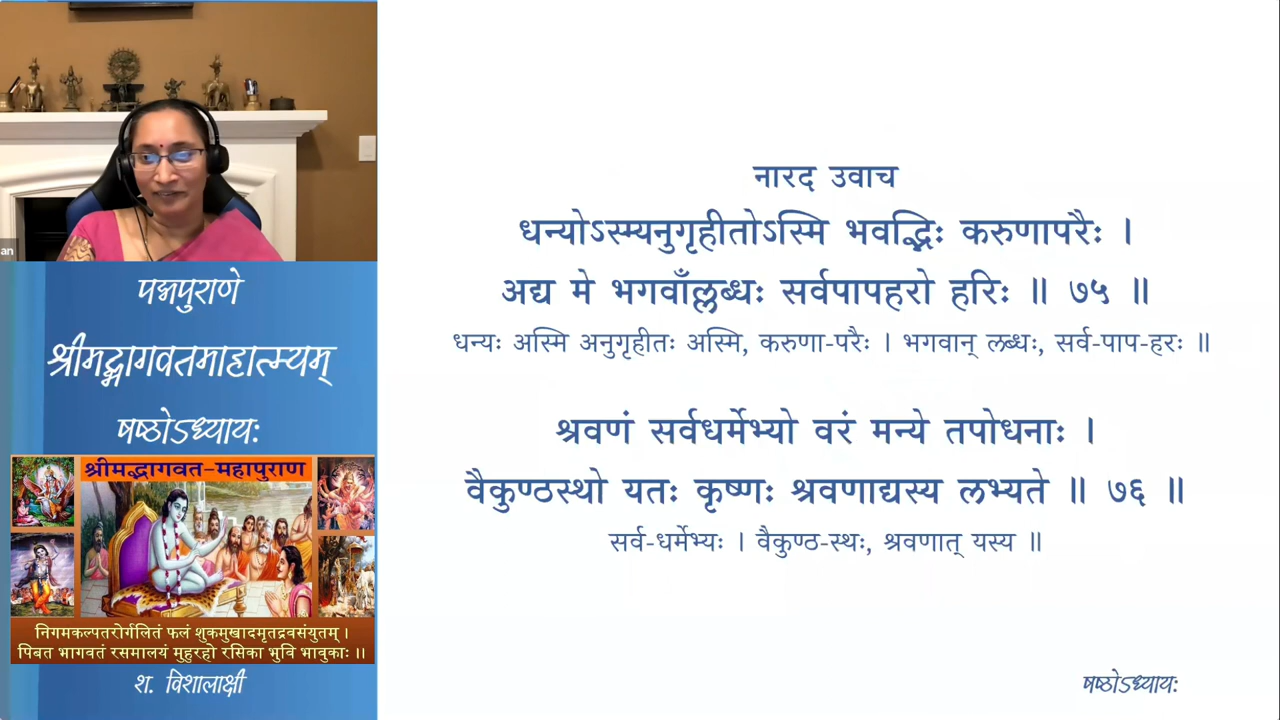 an
पद्मपुराणे
श्रीमद्भागवतमाहात्म्यम्
षष्ठोऽध्यायः
श्रीमद्भागवत-महापुराण
निगमकल्पतरोर्गलितं फलं शुकमुखादमृतद्रवसंयुतम् ।
पिबत भागवतं रसमालयं मुहुरहो रसिका भुवि भावुकाः ।।
श. विशालाक्षी
नारद उवाच
धन्योऽस्म्यनुगृहीतोऽस्मि भवद्भिः करुणापरैः ।
अद्य मे भगवाँल्लब्धः सर्वपापहरो हरिः ॥ ७५ ॥
धन्यः अस्मि अनुगृहीतः अस्मि, करुणा-परैः । भगवान् लब्धः, सर्व-पाप-हरः ॥
श्रवणं सर्वधर्मेभ्यो वरं मन्ये तपोधनाः ।
वैकुण्ठस्थो यतः कृष्णः श्रवणाद्यस्य लभ्यते ॥ ७६ ॥
सर्व-धर्मेभ्यः । वैकुण्ठ-स्थः, श्रवणात् यस्य ॥
षष्ठोऽध्यायः